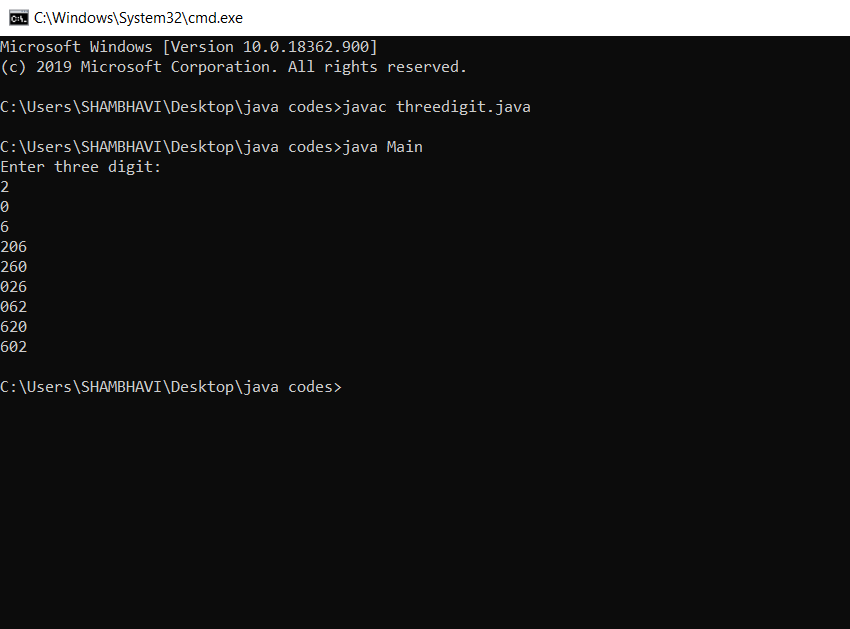 C:\Windows\System32\cmd.exe
Microsoft Windows [Version 10.0.18362.900]
(c) 2019 Microsoft Corporation. All rights reserved.
C:\Users\SHAMBHAVI\Desktop\java codes>javac threedigit.java
C:\Users\SHAMBHAVI\Desktop\java codes>java Main
Enter three digit:
2
0
6
206
260
026
062
620
602
C:\Users\SHAMBHAVI\Desktop\java codes>